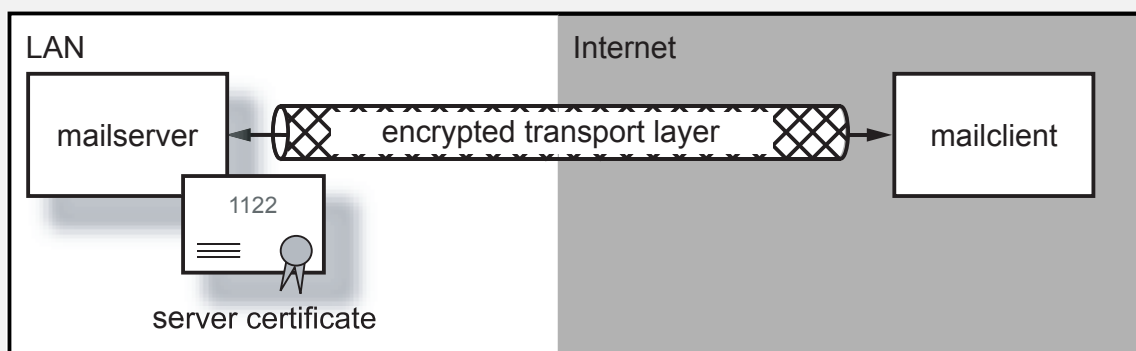 LAN
Internet
mailserver
encrypted transport layer
mailclient
1122
server certificate